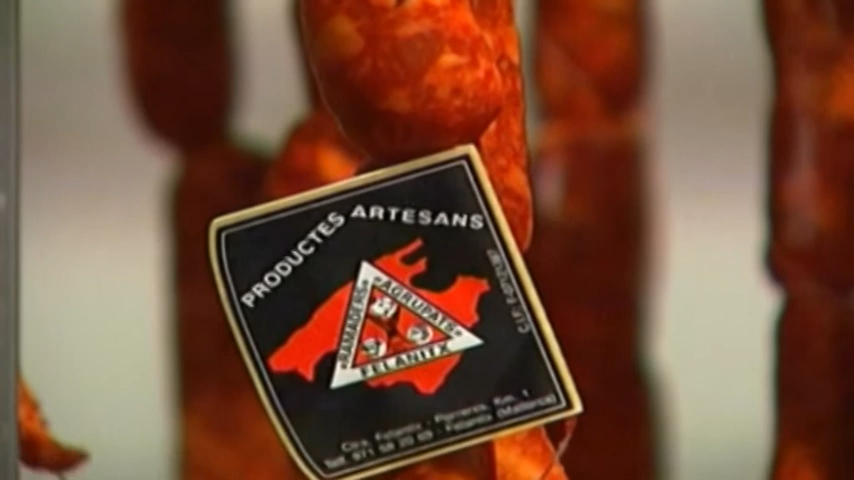 PRODUCTES ARTESANS
"RAMADERS
AGRUPATS"
FELANITX
Ctra. Felanitx - Porreres, Km. 1
Telf. 971 58 20 69 - Felanitx (Mallorca)
C.I.F.